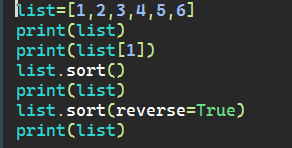 list=[1,2,3,4,5,6]
print(list)
print(list[1])
list.sort()
print(list)
list.sort(reverse=True)
print(list)